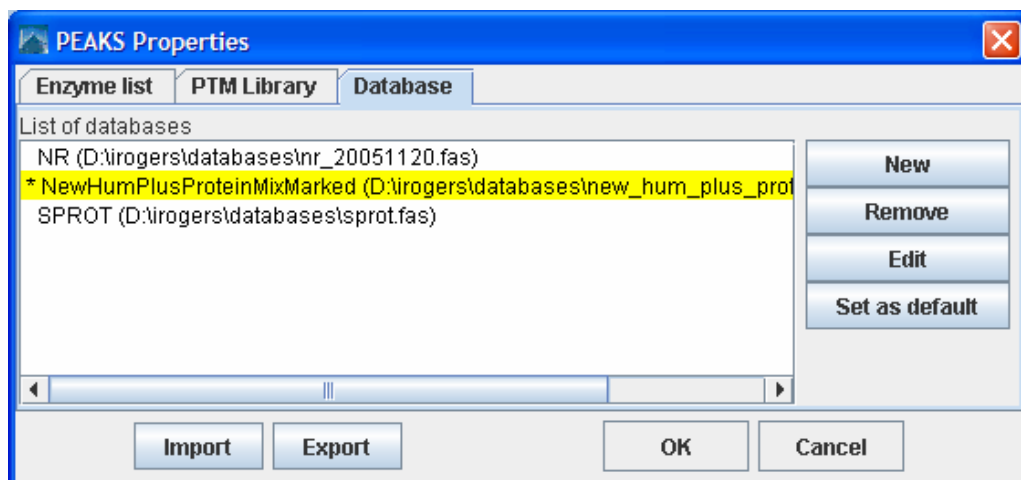 PEAKS Properties
Enzyme list PTM Library Database
List of databases
NR (D:\irogers\databases\nr_20051120.fas)
* NewHumPlusProteinMixMarked (D:\irogers\databases\new_hum_plus_prot
SPROT (D:\irogers\databases\sprot.fas)
New
Remove
Edit
Set as default
Import Export OK Cancel